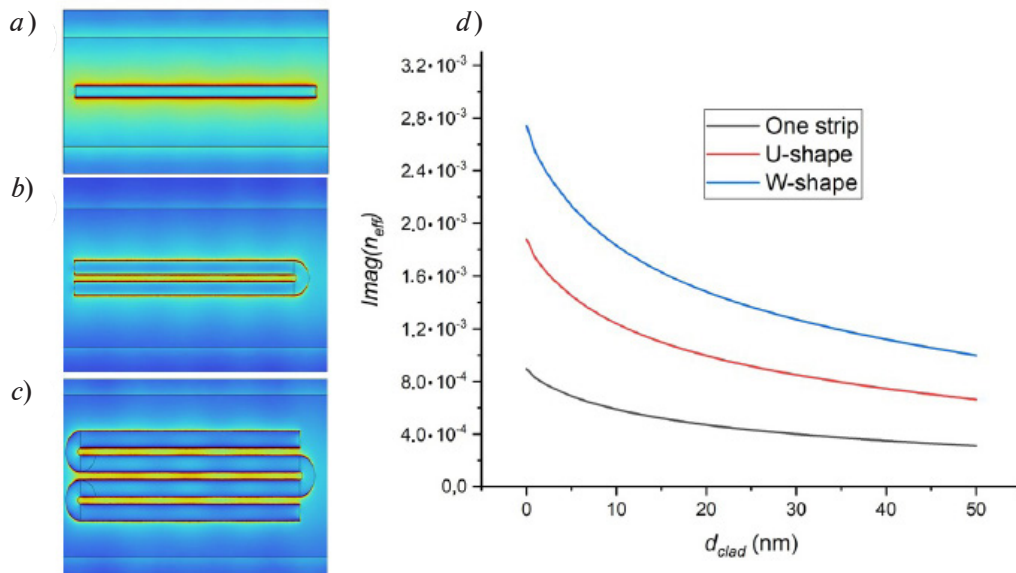 a)
b)
c)
d)
3,2•10⁻³
2,8•10⁻³
2,4•10⁻³
2,0•10⁻³
1,6•10⁻³
1,2•10⁻³
8,0•10⁻⁴
4,0•10⁻⁴
0,0
Imag(n_eff)
One strip
U-shape
W-shape
0 10 20 30 40 50
d_clad (nm)